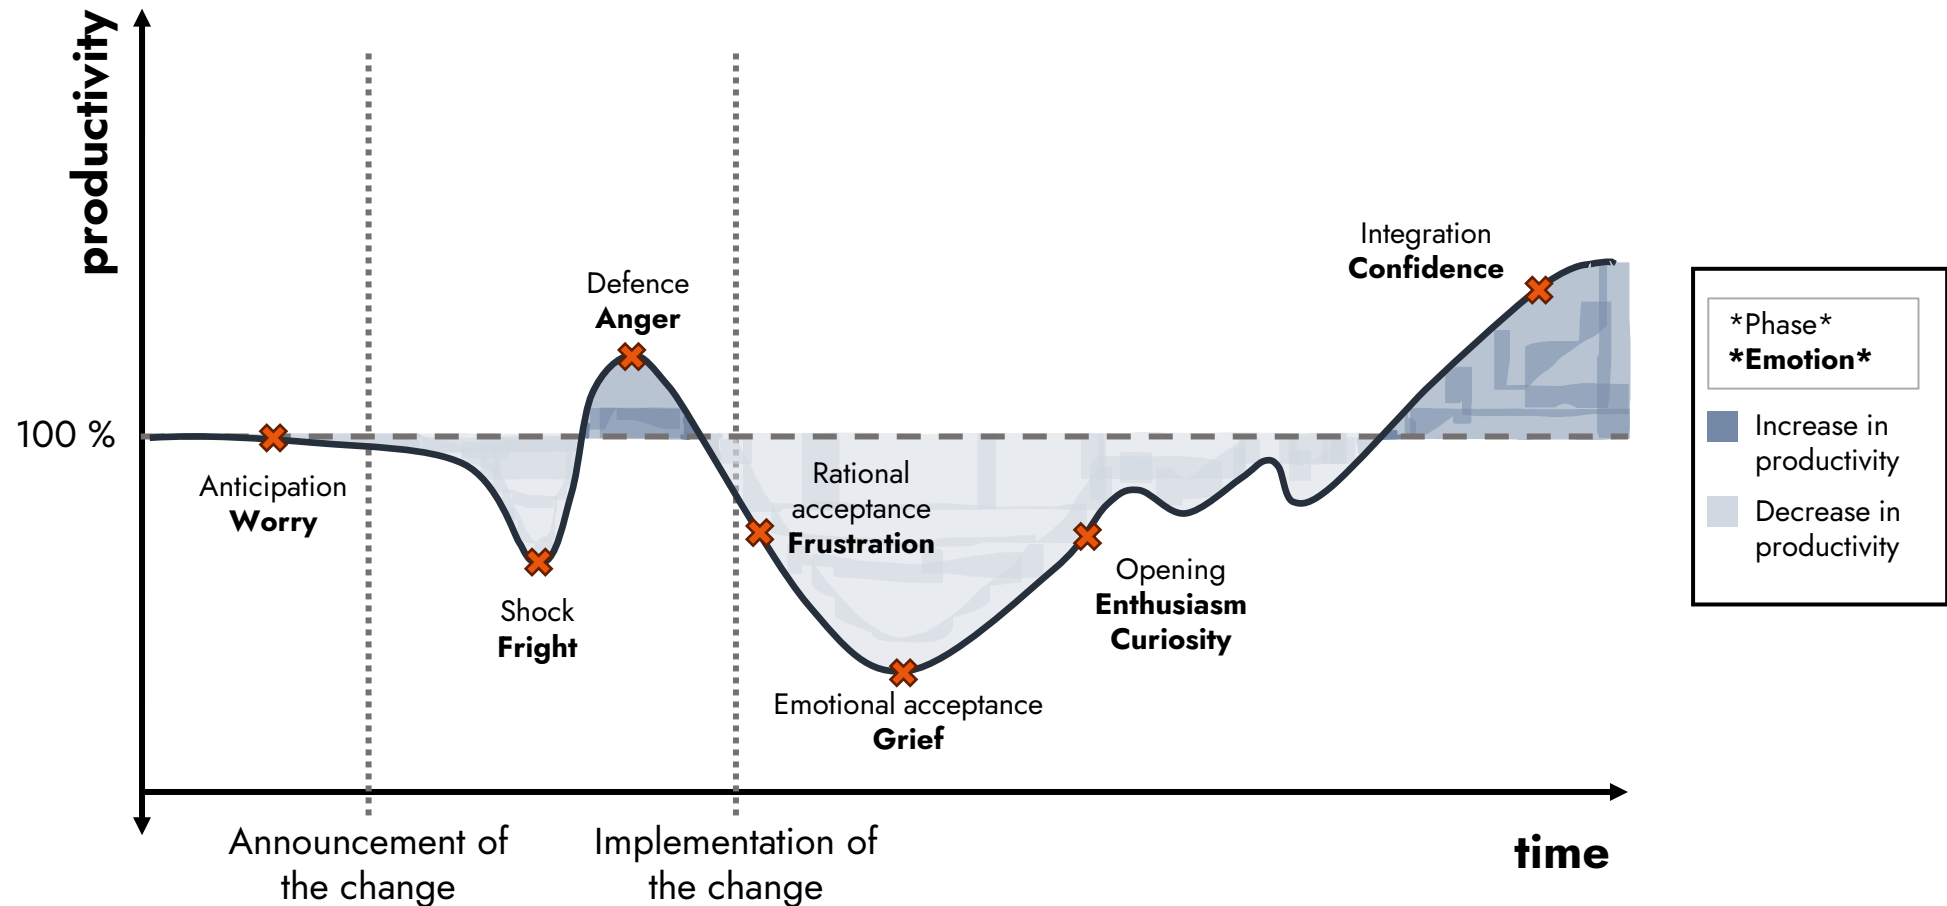 productivity
100 %
Anticipation
Worry
Shock
Fright
Defence
Anger
Rational
acceptance
Frustration
Emotional acceptance
Grief
Opening
Enthusiasm
Curiosity
Integration
Confidence
Announcement of
the change
Implementation of
the change
time
*Phase*
*Emotion*
Increase in
productivity
Decrease in
productivity